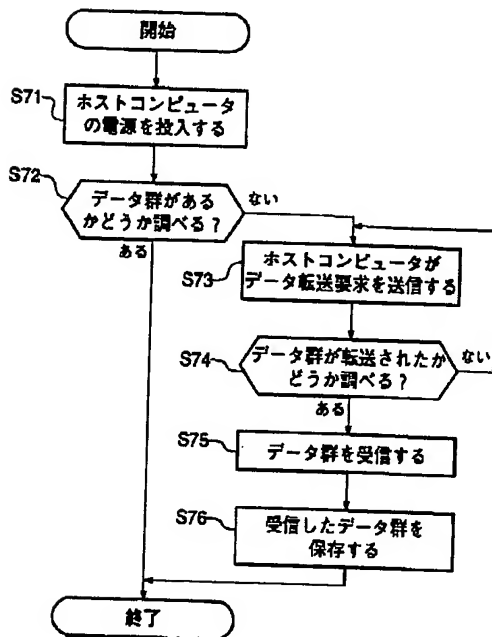 開始
S71
ホストコンピュータ
の電源を投入する
S72
データ群がある
かどうか調べる?
ない
ある
S73
ホストコンピュータが
データ転送要求を送信する
S74
データ群が転送されたか
どうか調べる?
ない
ある
S75
データ群を受信する
S76
受信したデータ群を
保存する
終了